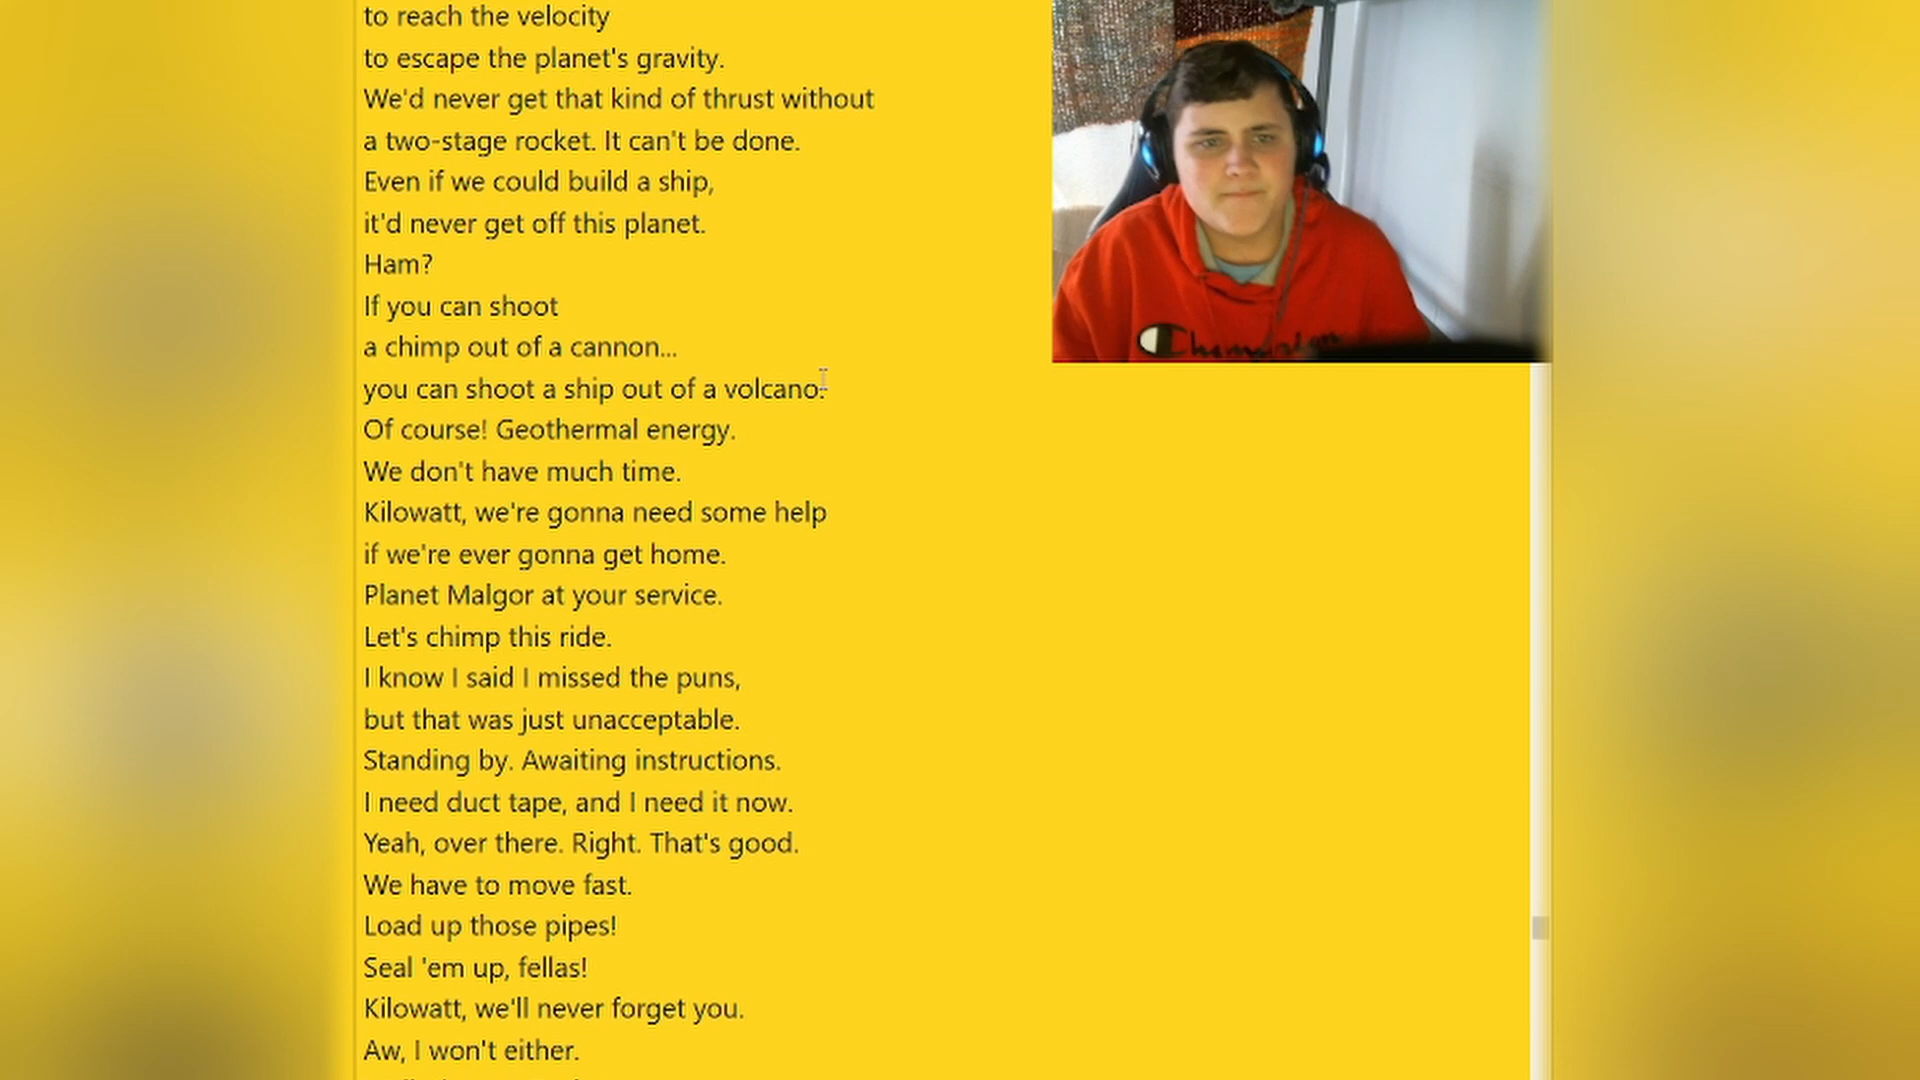 to reach the velocity
to escape the planet's gravity.
We'd never get that kind of thrust without
a two-stage rocket. It can't be done.
Even if we could build a ship,
it'd never get off this planet.
Ham?
If you can shoot
a chimp out of a cannon...
you can shoot a ship out of a volcano.
Of course! Geothermal energy.
We don't have much time.
Kilowatt, we're gonna need some help
if we're ever gonna get home.
Planet Malgor at your service.
Let's chimp this ride.
I know I said I missed the puns,
but that was just unacceptable.
Standing by. Awaiting instructions.
I need duct tape, and I need it now.
Yeah, over there. Right. That's good.
We have to move fast.
Load up those pipes!
Seal 'em up, fellas!
Kilowatt, we'll never forget you.
Aw, I won't either.
Champion